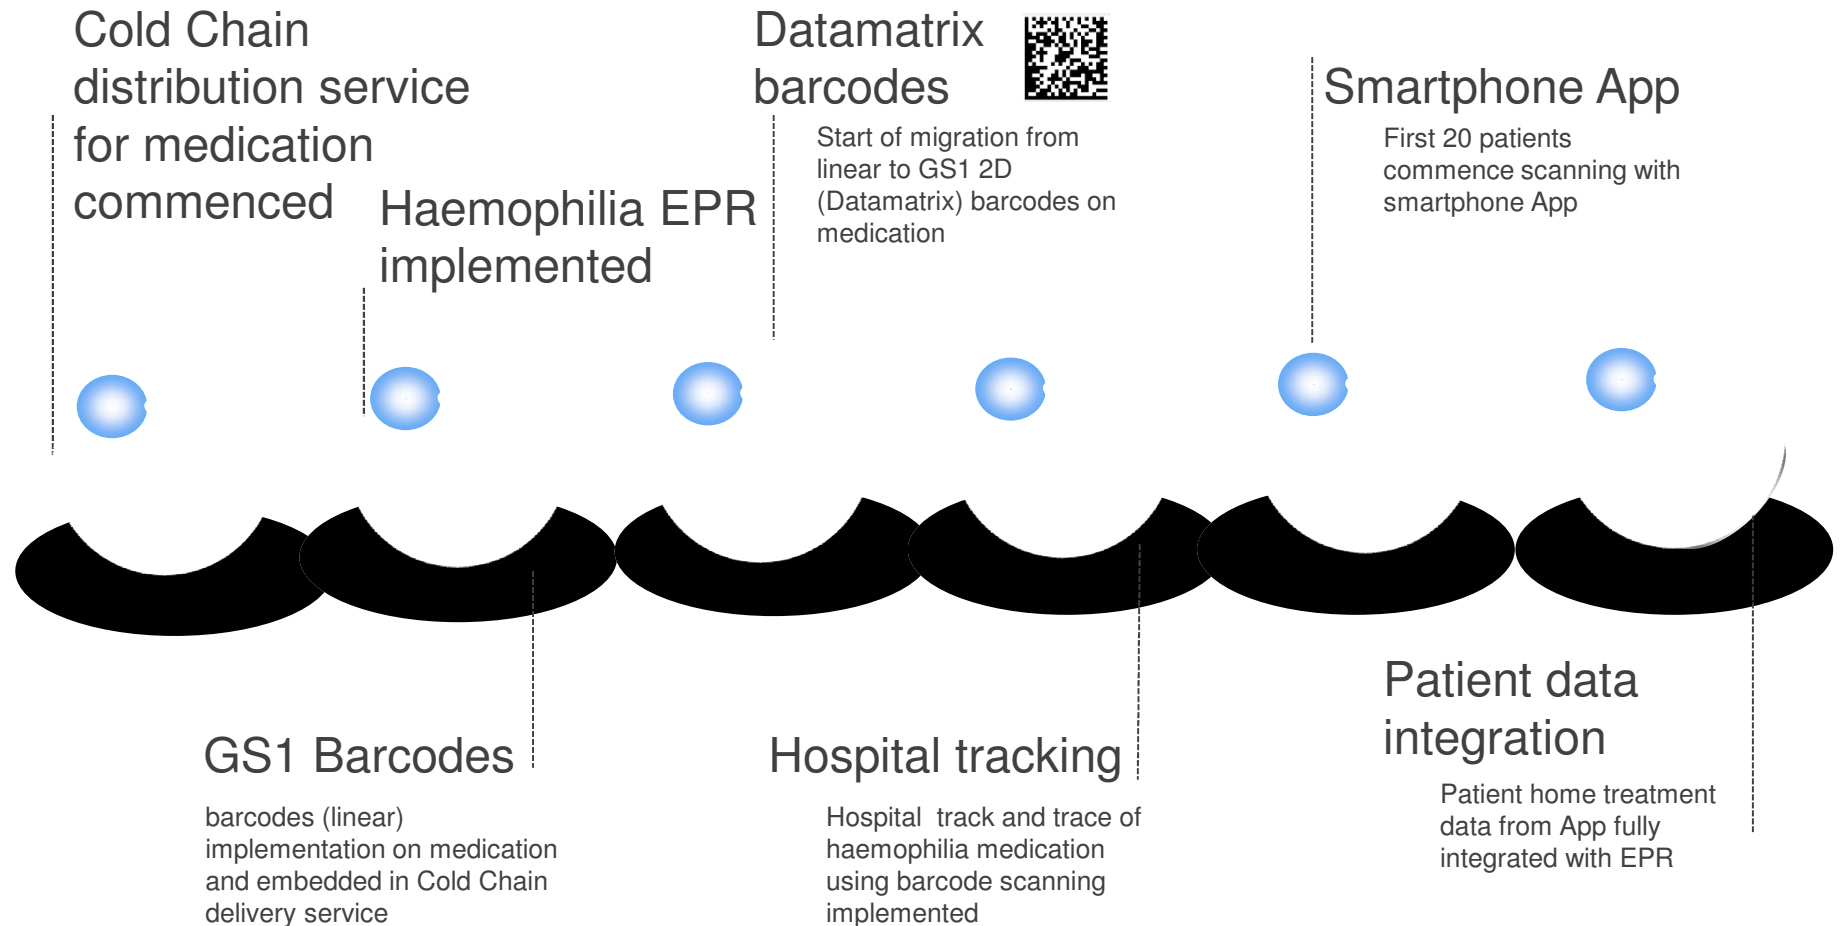 Cold Chain
distribution service
for medication
commenced
Haemophilia EPR
implemented
Datamatrix
barcodes
Start of migration from
linear to GS1 2D
(Datamatrix) barcodes on
medication
Smartphone App
First 20 patients
commence scanning with
smartphone App
GS1 Barcodes
barcodes (linear)
implementation on medication
and embedded in Cold Chain
delivery service
Hospital tracking
Hospital  track and trace of
haemophilia medication
using barcode scanning
implemented
Patient data
integration
Patient home treatment
data from App fully
integrated with EPR